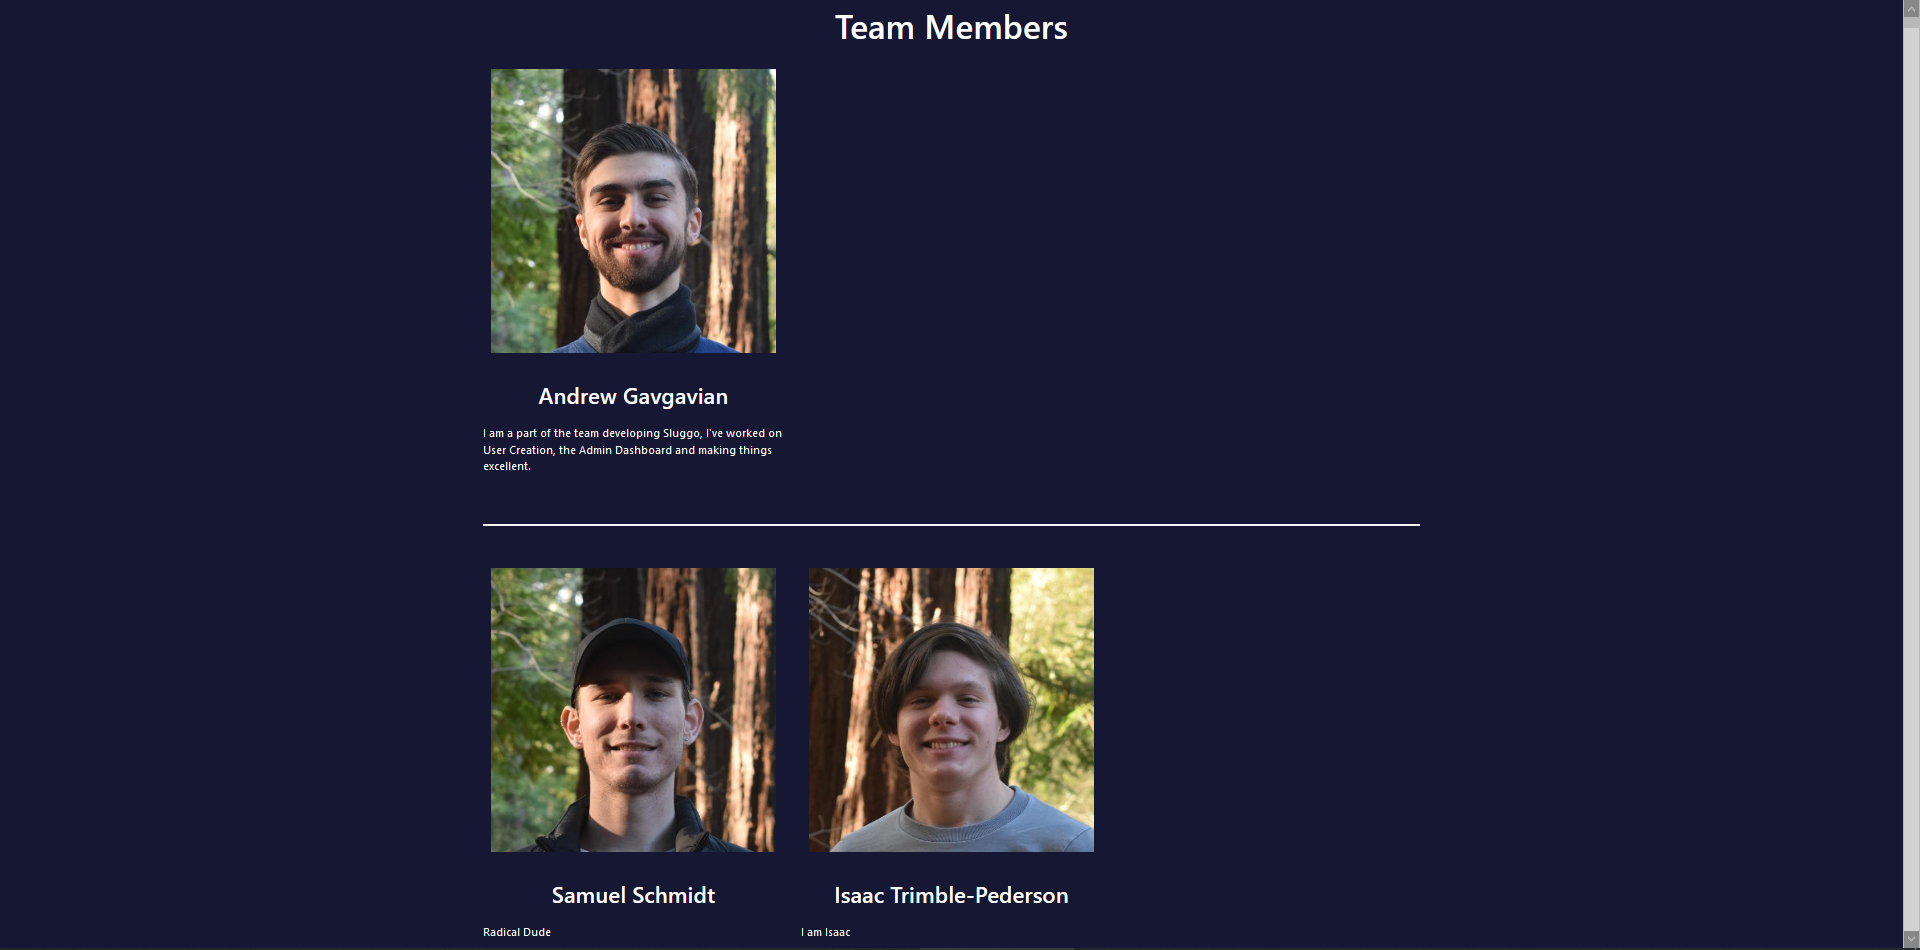 Team Members
Andrew Gavgavian
I am a part of the team developing Sluggo, I've worked on
User Creation, the Admin Dashboard and making things
excellent.
Samuel Schmidt
Isaac Trimble-Pederson
Radical Dude
I am Isaac